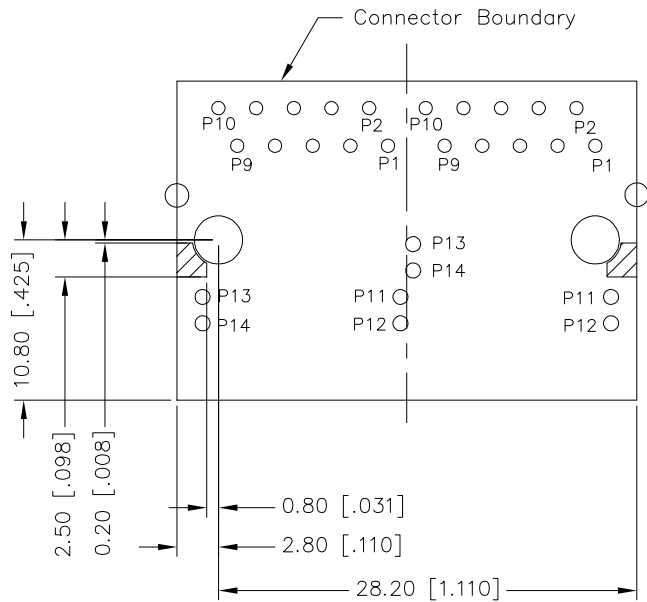 Connector Boundary
P10 P2 P10 P2
P9 P1 P9 P1
P13
P14
P13 P11 P11
P14 P12 P12
10.80 [.425]
2.50 [.098]
0.20 [.008]
0.80 [.031]
2.80 [.110]
28.20 [1.110]